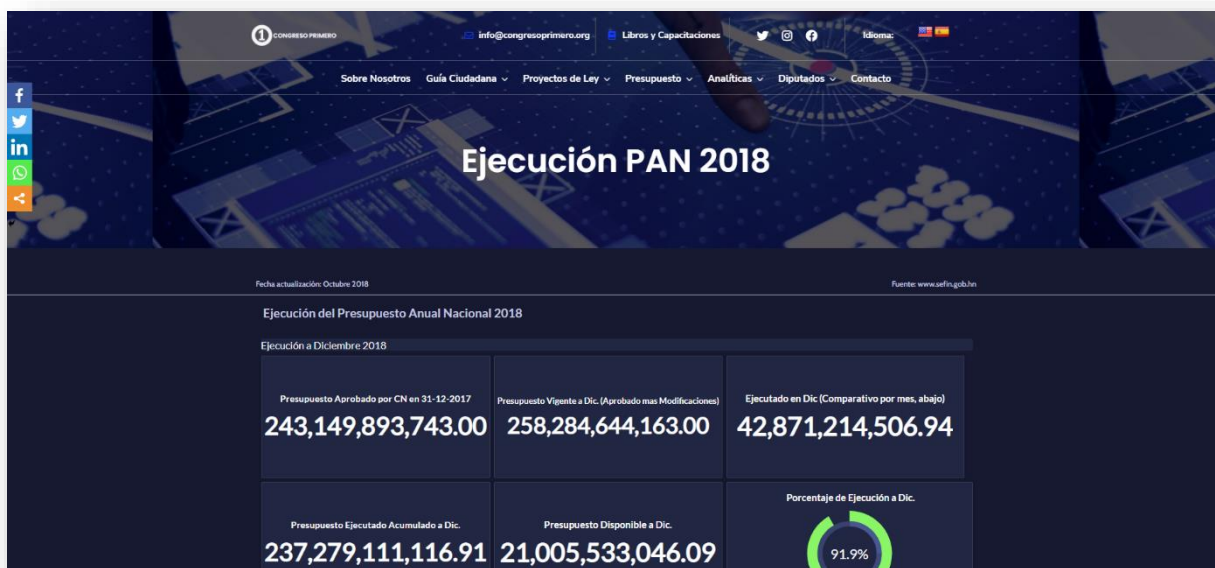 1 CONGRESO PRIMERO
info@congresoprimero.org
Libros y Capacitaciones
Idioma:
Sobre Nosotros Guía Ciudadana Proyectos de Ley Presupuesto Analíticas Diputados Contacto
f
in
Ejecución PAN 2018
Fecha actualización: Octubre 2018
Fuente: www.sefin.gob.hn
Ejecución del Presupuesto Anual Nacional 2018
Ejecución a Diciembre 2018
Presupuesto Aprobado por CN en 31-12-2017
243,149,893,743.00
Presupuesto Vigente a Dic. (Aprobado mas Modificaciones)
258,284,644,163.00
Ejecutado en Dic (Comparativo por mes, abajo)
42,871,214,506.94
Presupuesto Ejecutado Acumulado a Dic.
237,279,111,116.91
Presupuesto Disponible a Dic.
21,005,533,046.09
Porcentaje de Ejecución a Dic.
91.9%